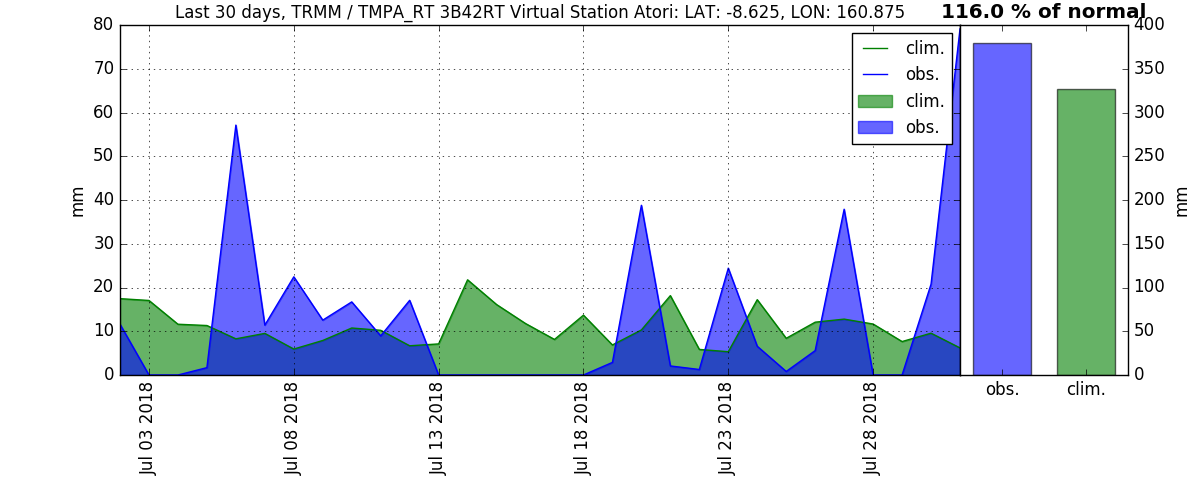 Last 30 days, TRMM / TMPA_RT 3B42RT Virtual Station Atori: LAT: -8.625, LON: 160.875
116.0 % of normal
80
70
60
50
40
30
20
10
0
mm
clim.
obs.
clim.
obs.
Jul 03 2018
Jul 08 2018
Jul 13 2018
Jul 18 2018
Jul 23 2018
Jul 28 2018
400
350
300
250
200
150
100
50
0
mm
obs.
clim.